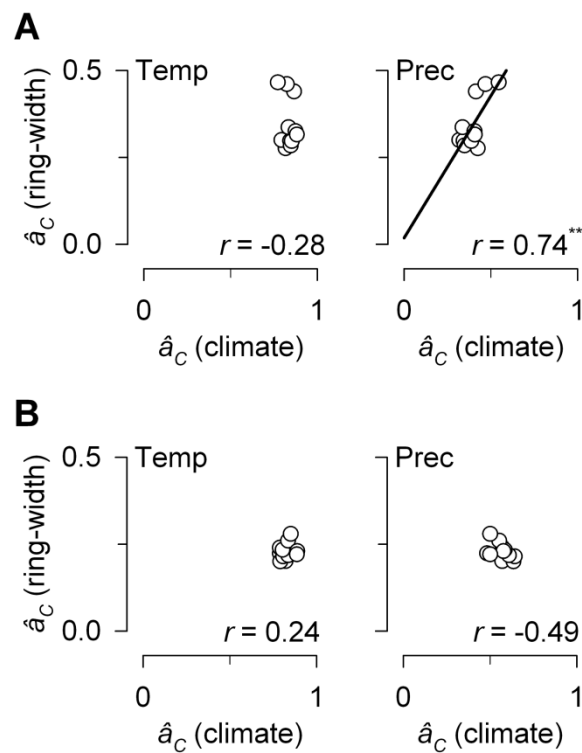 A
Temp
Prec
0.5
0.0
â_C (ring-width)
r = -0.28
r = 0.74**
0 1
0 1
â_C (climate)
â_C (climate)
B
Temp
Prec
0.5
0.0
â_C (ring-width)
r = 0.24
r = -0.49
0 1
0 1
â_C (climate)
â_C (climate)